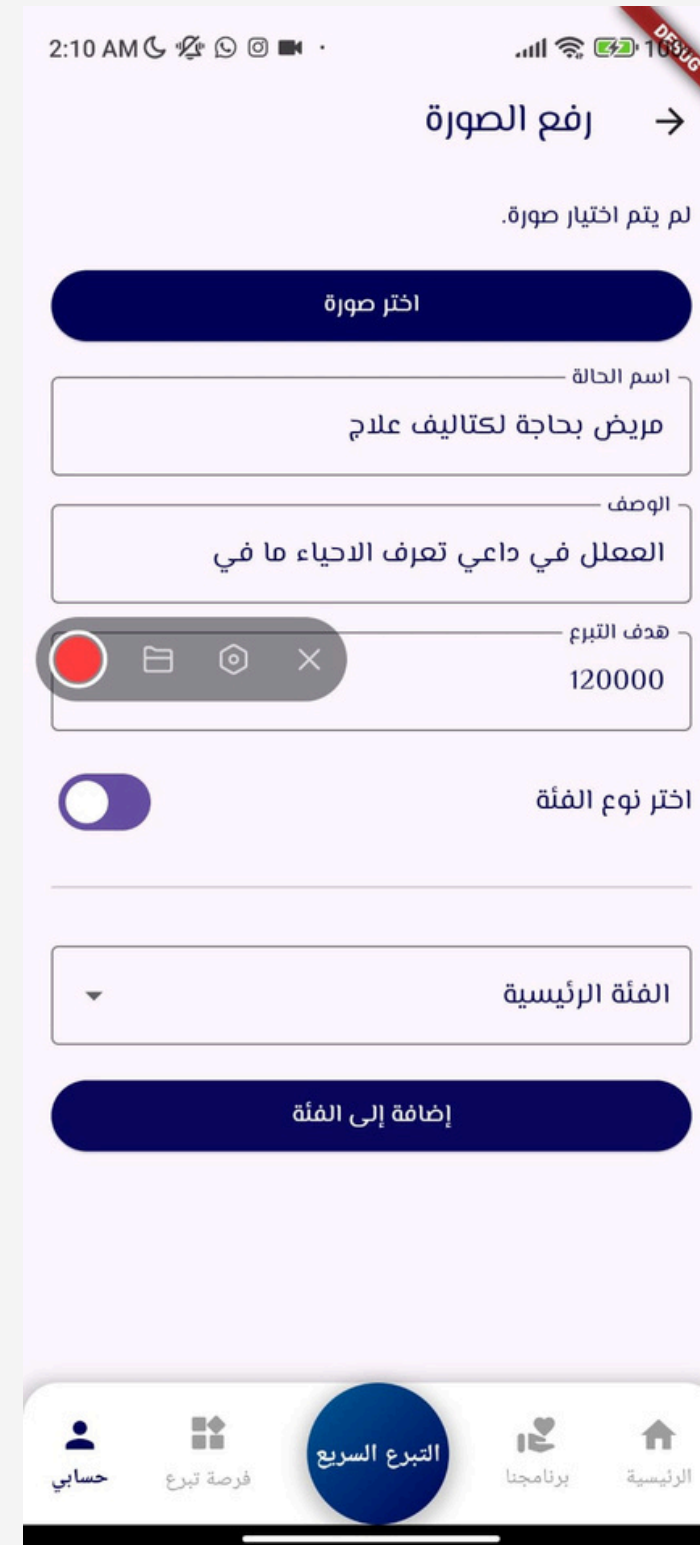 2:10 AM
DEBUG
رفع الصورة
لم يتم اختيار صورة.
اختر صورة
اسم الحالة
مريض بحاجة لكتاليف علاج
الوصف
العملل في داعي تعرف الاحياء ما في
هدف التبرع
120000
اختر نوع الفئة
الفئة الرئيسية
إضافة إلى الفئة
الرئيسية
برنامجنا
التبرع السريع
فرصة تبرع
حسابي